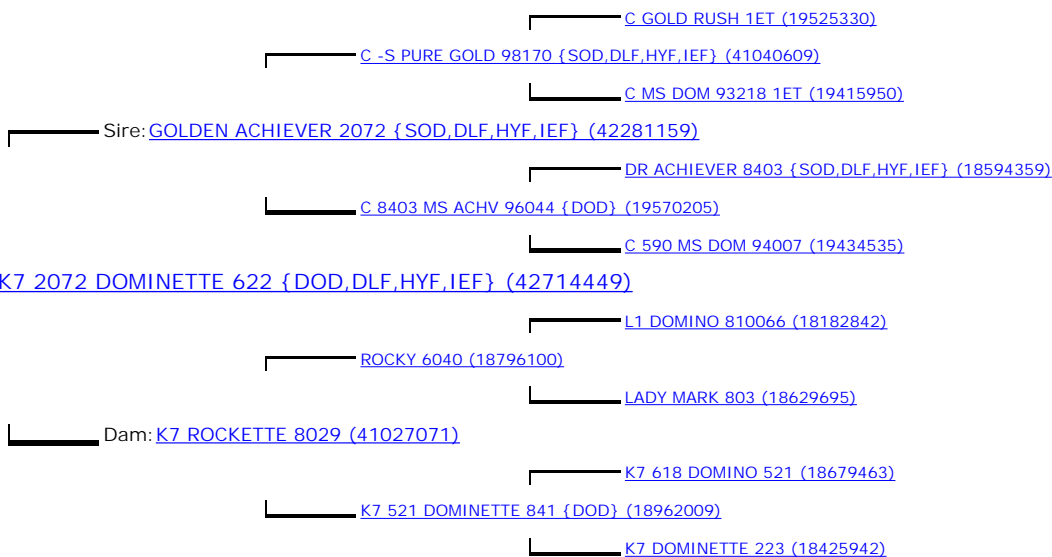 C GOLD RUSH 1ET (19525330)
C -S PURE GOLD 98170 {SOD,DLF,HYF,IEF} (41040609)
C MS DOM 93218 1ET (19415950)
Sire: GOLDEN ACHIEVER 2072 {SOD,DLF,HYF,IEF} (42281159)
DR ACHIEVER 8403 {SOD,DLF,HYF,IEF} (18594359)
C 8403 MS ACHV 96044 {DOD} (19570205)
C 590 MS DOM 94007 (19434535)
K7 2072 DOMINETTE 622 {DOD,DLF,HYF,IEF} (42714449)
L1 DOMINO 810066 (18182842)
ROCKY 6040 (18796100)
LADY MARK 803 (18629695)
Dam: K7 ROCKETTE 8029 (41027071)
K7 618 DOMINO 521 (18679463)
K7 521 DOMINETTE 841 {DOD} (18962009)
K7 DOMINETTE 223 (18425942)